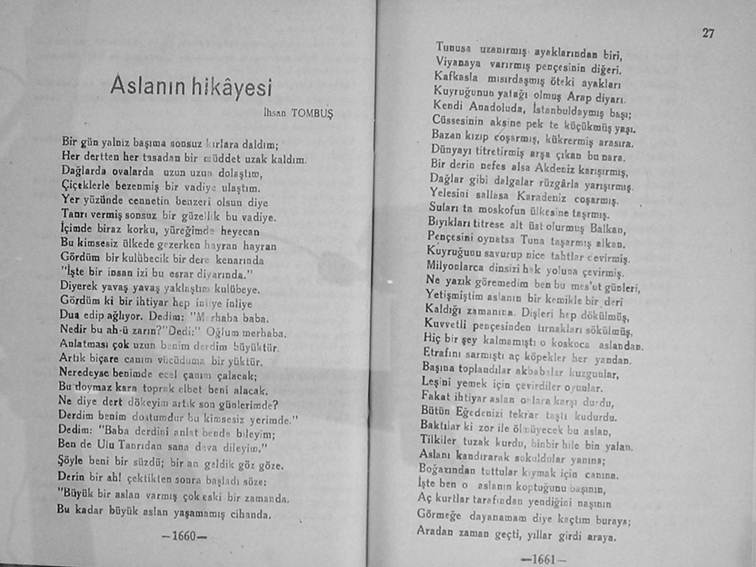 Aslanın hikâyesi
İhsan TOMBUŞ
Bir gün yalnız başıma sonsuz kırlara daldım;
Her dertten her tasadan bir müddet uzak kaldım.
Dağlarda ovalarda uzun uzun dolaştım,
Çiçeklerle bezenmiş bir vadiye ulaştım.
Yer yüzünde cennetin benzeri olsun diye
Tanrı vermiş sonsuz bir güzellik bu vadiye.
İçimde biraz korku, yüreğimde heyecan
Bu kimsesiz ülkede gezerken hayran hayran
Gördüm bir kulübecik bir dere kenarında
"İşte bir insan izi bu esrar diyarında."
Diyerek yavaş yavaş yaklaştım kulübeye.
Gördüm ki bir ihtiyar hep inliye inliye
Dua edip ağlıyor. Dedim: "Merhaba baba.
Nedir bu ah-ü zarın?"Dedi:" Oğlum merhaba.
Anlatması çok uzun benim derdim büyüktür.
Artık biçare canım vücuduma bir yüktür.
Neredeyse benimde ecel çanım çalacak;
Bu doymaz kara toprak elbet beni alacak.
Ne diye dert dökeyim artık son günlerimde?
Derdim benim dostumdur bu kimsesiz yerimde."
Dedim: "Baba derdini anlat bende bileyim;
Ben de Ulu Tanrıdan sana deva dileyim."
Şöyle beni bir süzdü; bir an geldik göz göze.
Derin bir ah! çektikten sonra başladı söze:
"Büyük bir aslan varmış çok eski bir zamanda.
Bu kadar büyük aslan yaşamamış cihanda.
—1660—
27
Tunusa uzanırmış ayaklarından biri,
Viyanaya varırmış pençesinin diğeri.
Kafkasla mısırdaşmış öteki ayakları
Kuyruğunun yatağı olmuş Arap diyarı.
Kendi Anadoluda, İstanbuldaymış başı;
Cüssesinin aksine pek te küçükmüş yaşı.
Bazan kızıp coşarmış, kükrermiş arasıra.
Dünyayı titretirmiş arşa çıkan bu nara.
Bir derin nefes alsa Akdeniz karışırmış,
Dağlar gibi dalgalar rüzgârla yarışırmış.
Yelesini sallasa Karadeniz coşarmış.
Suları ta moskofun ülkesine taşırmış.
Bıyıkları titrese alt üst olurmuş Balkan,
Pençesini oynatsa Tuna taşarmış alkan.
Kuyruğunu savurup nice tahtlar çevirmiş.
Milyonlarca dinsizi hak yoluna çevirmiş.
Ne yazık göremedim ben bu mes'ut günleri,
Yetişmiştim aslanın bir kemikle bir deri
Kaldığı zamanına. Dişleri hep dökülmüş,
Kuvvetli pençesinden tırnakları sökülmüş,
Hiç bir şey kalmamıştı o koskoca aslandan.
Etrafını sarmıştı aç köpekler her yandan.
Başına toplandılar akbabalar kuzgunlar,
Leşini yemek için çevirdiler oyunlar.
Fakat ihtiyar aslan onlara karşı durdu,
Bütün Eğedenizi tekrar taştı kudurdu.
Baktılar ki zor ile ölmüyecek bu aslan,
Tilkiler tuzak kurdu, binbir hile bin yalan.
Aslanı kandırarak sokuldular yanına;
Boğazından tuttular kıymak için canına.
İşte ben o aslanın koptuğunu başının,
Aç kurtlar tarafından yendiğini naşının
Görmeğe dayanamam diye kaçtım buraya;
Aradan zaman geçti, yıllar girdi araya.
—1661—